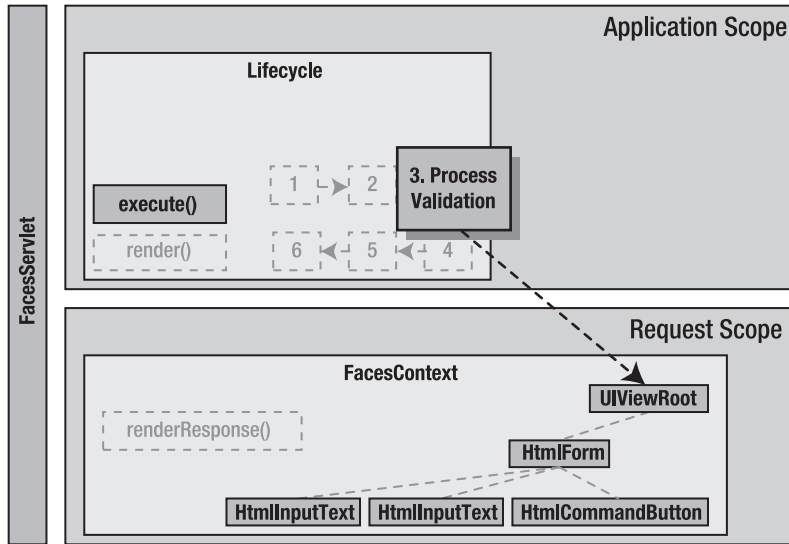 FacesServlet
Application Scope
Lifecycle
execute()
render()
1
2
3. Process
Validation
6
5
4
Request Scope
FacesContext
renderResponse()
UIViewRoot
HtmlForm
HtmlInputText
HtmlInputText
HtmlCommandButton